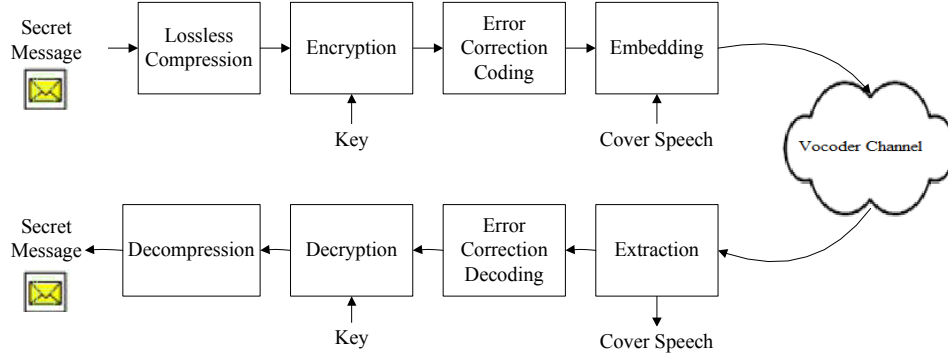 Secret
Message
Lossless
Compression
Encryption
Error
Correction
Coding
Embedding
Key
Cover Speech
Vocoder Channel
Secret
Message
Decompression
Decryption
Error
Correction
Decoding
Extraction
Key
Cover Speech